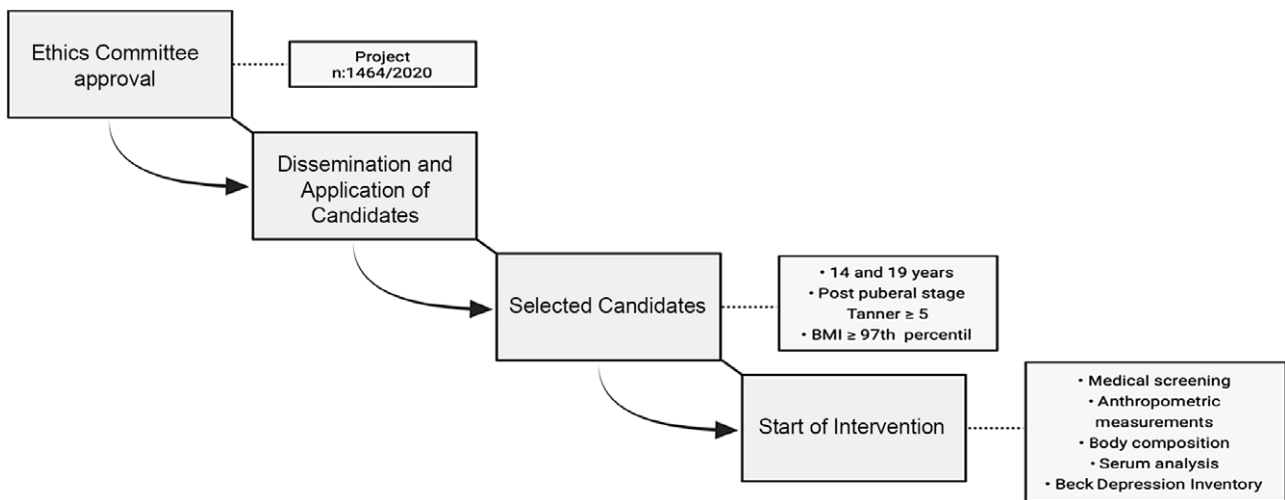 Ethics Committee
approval
Project
n:1464/2020
Dissemination and
Application of
Candidates
Selected Candidates
• 14 and 19 years
• Post puberal stage
Tanner ≥ 5
• BMI ≥ 97th percentil
Start of Intervention
• Medical screening
• Anthropometric
measurements
• Body composition
• Serum analysis
• Beck Depression Inventory